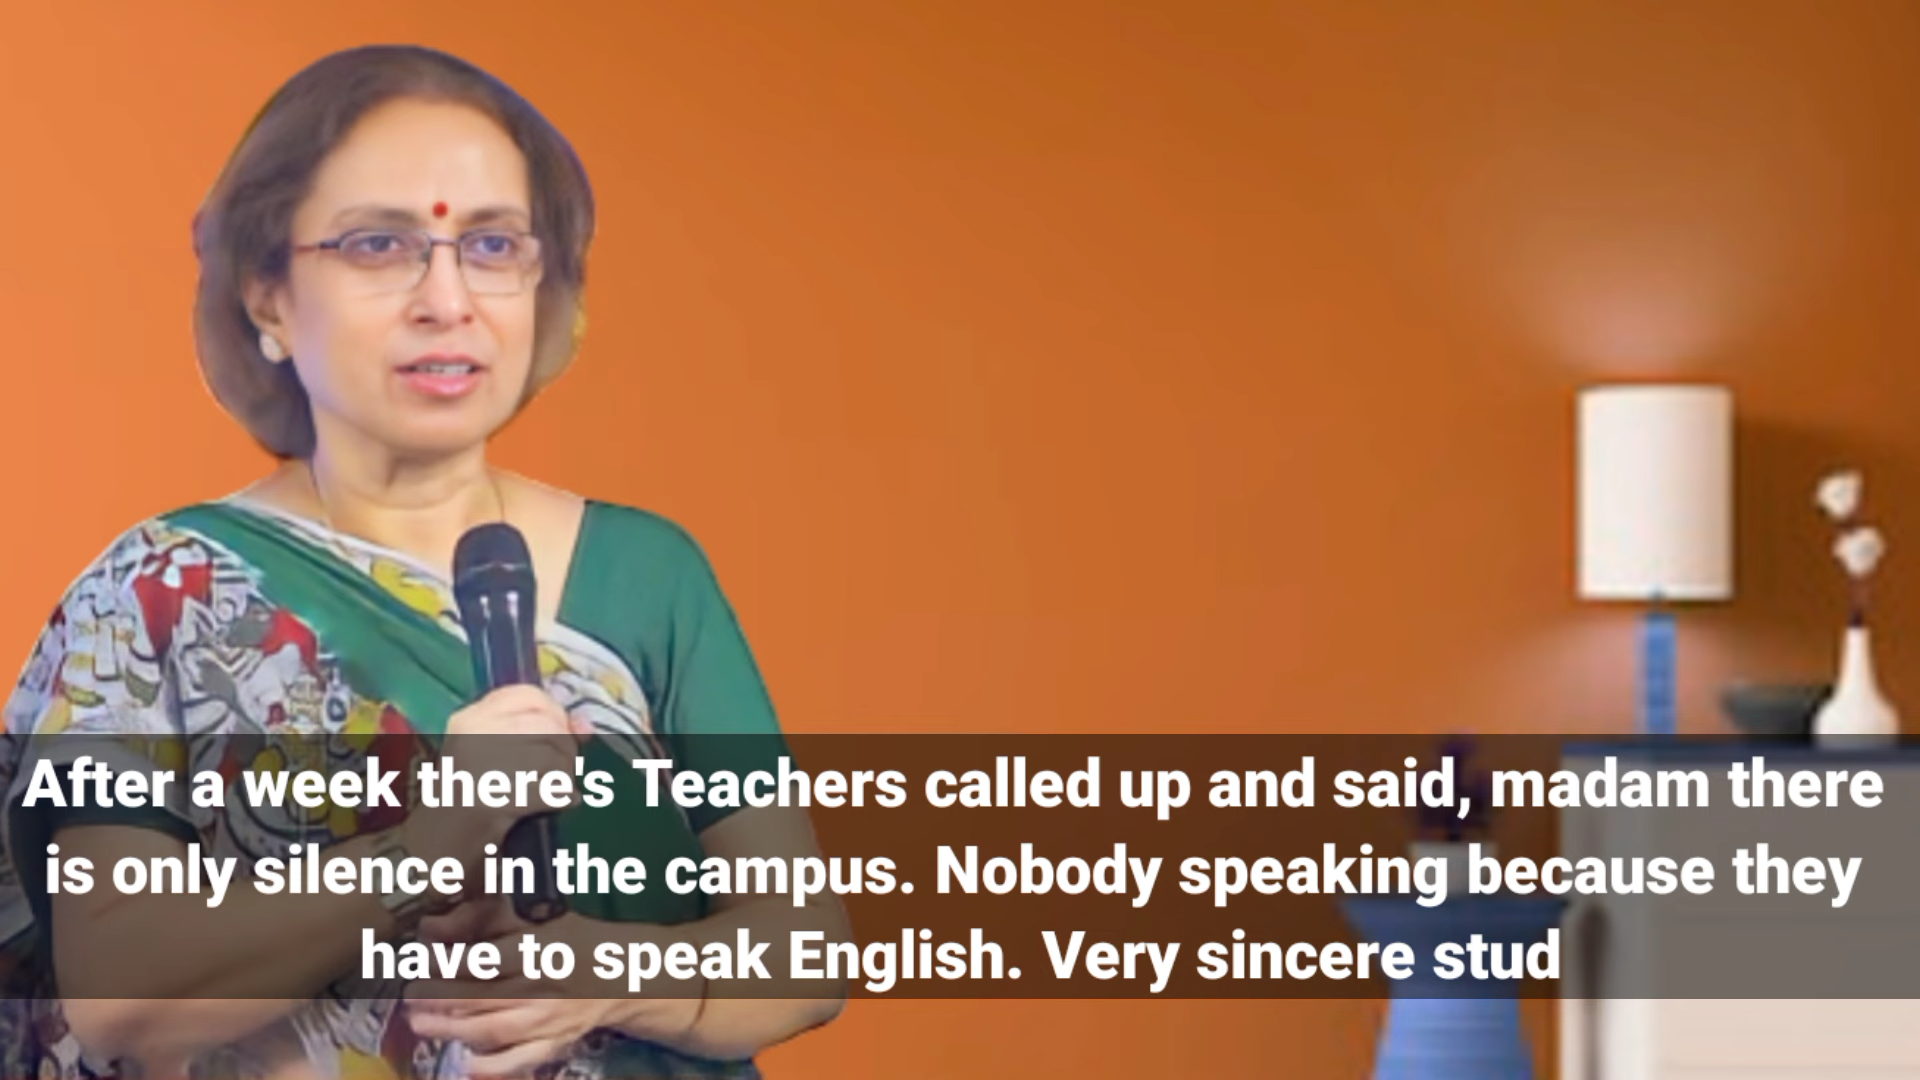 After a week there's Teachers called up and said, madam there
is only silence in the campus. Nobody speaking because they
have to speak English. Very sincere stud